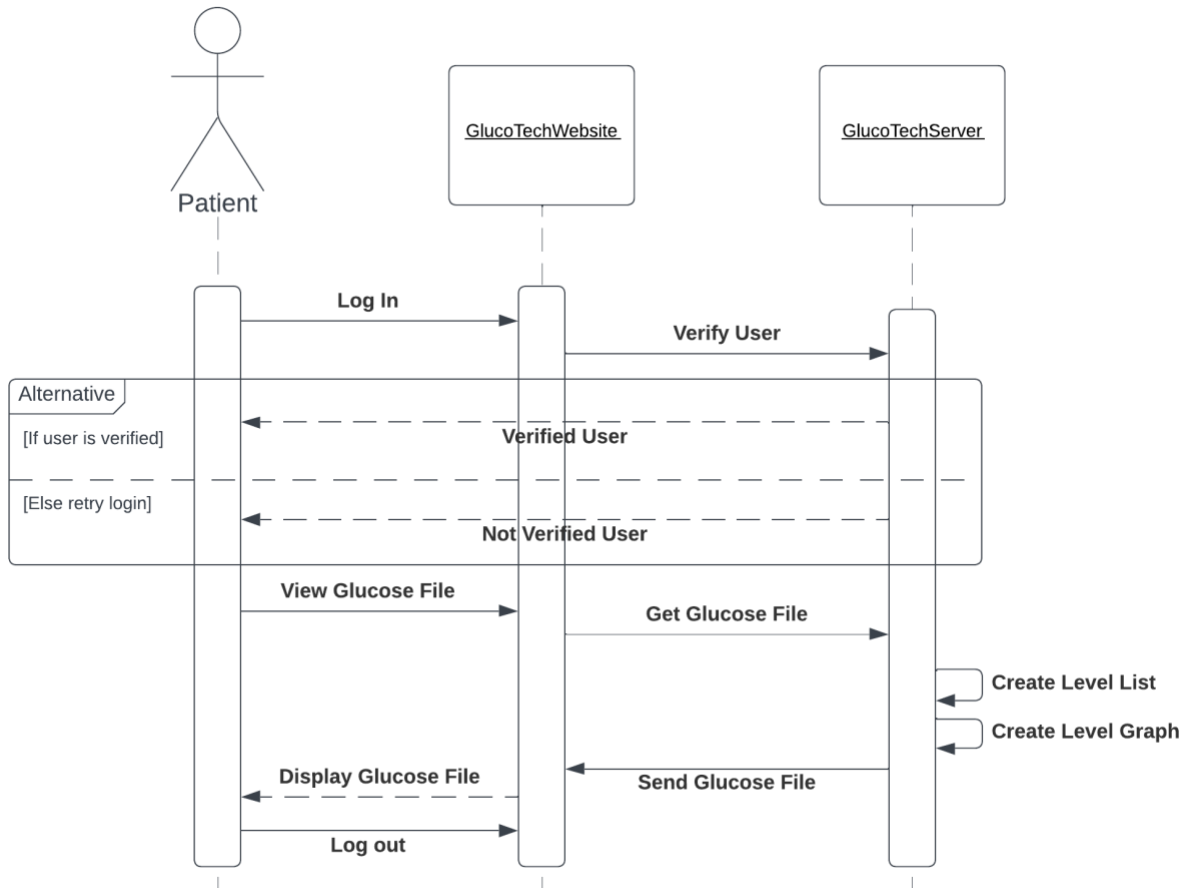 GlucoTechWebsite
GlucoTechServer
Patient
Log In
Verify User
Alternative
[If user is verified]
Verified User
[Else retry login]
Not Verified User
View Glucose File
Get Glucose File
Create Level List
Create Level Graph
Display Glucose File
Send Glucose File
Log out